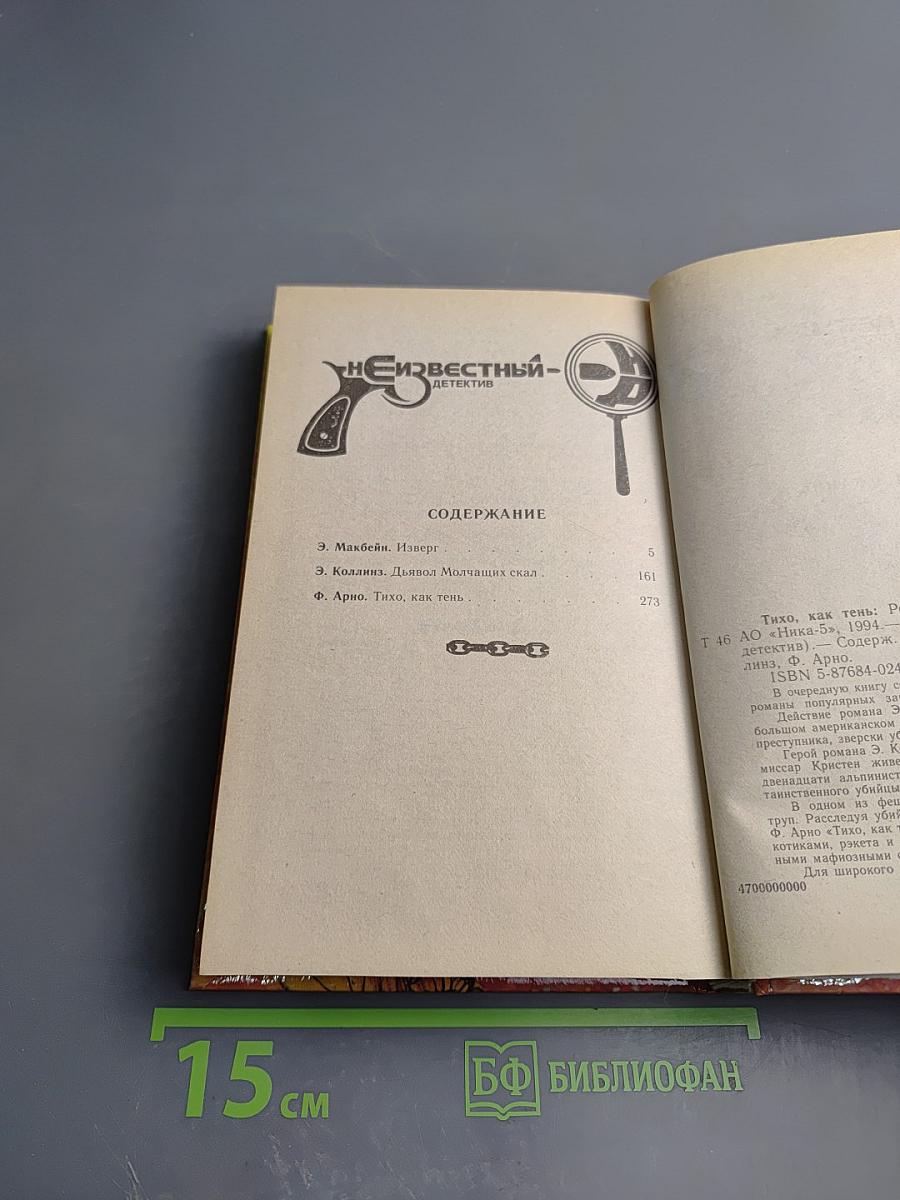 НЕИЗВЕСТНЫЙ
ДЕТЕКТИВ
СОДЕРЖАНИЕ
Э. Макбейн. Изверг . . . . . . . . 5
Э. Коллинз. Дьявол Молчащих скал . . . . . 161
Ф. Арно. Тихо, как тень . . . . . . . 273
Тихо, как тень:
Т 46 АО «Ника-5», 1994.—
детектив).— Содерж.
линз, Ф. Арно.
ISBN 5-87684-024
В очередную книгу
романы популярных
Действие романа Э.
большом американском
преступника, зверски
Герой романа Э.
миссар Кристен
двенадцати
таинственного убийцы
В одном из
труп. Расследуя
Ф. Арно «Тихо, как
котиками, рэкета и
ными мафиозными
Для широкого
4700000000
15 см
БФ БИБЛИОФАН